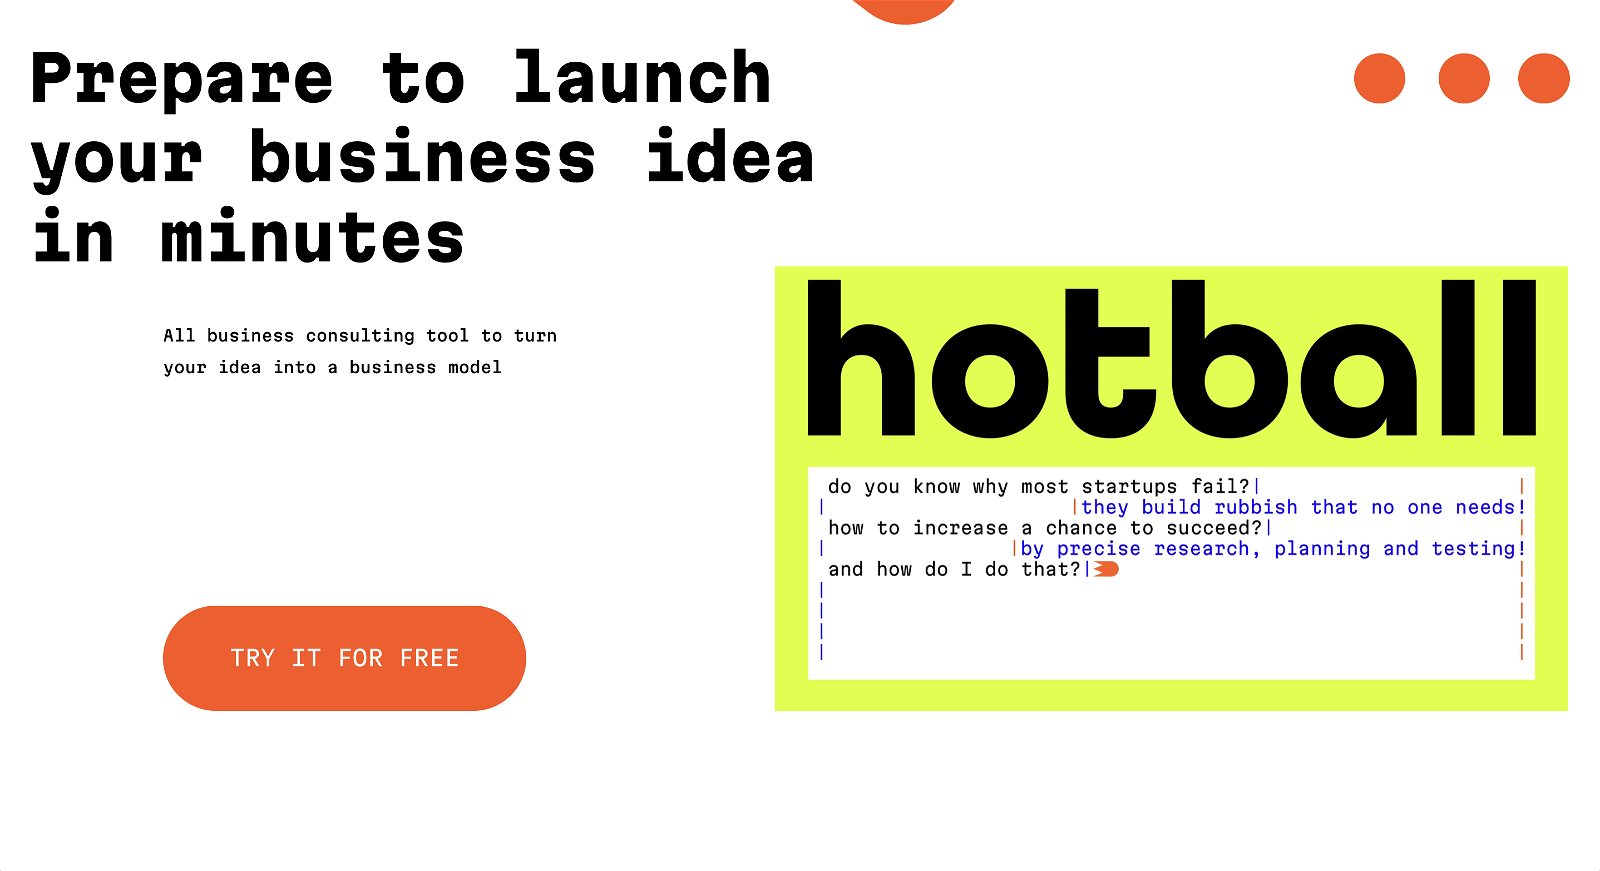 Prepare to launch
your business idea
in minutes
All business consulting tool to turn
your idea into a business model
TRY IT FOR FREE
hotball
do you know why most startups fail?
they build rubbish that no one needs!
how to increase a chance to succeed?
by precise research, planning and testing!
and how do I do that?